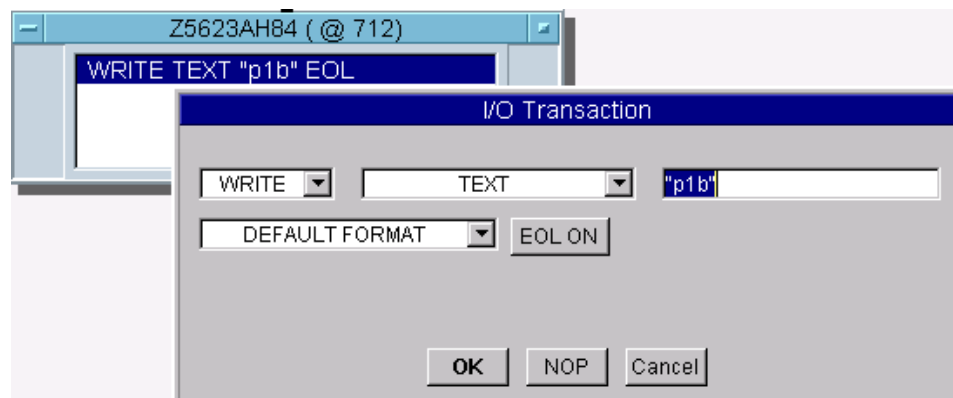 Z5623AH84 ( @ 712)
WRITE TEXT "p1b" EOL
I/O Transaction
WRITE TEXT "p1b"
DEFAULT FORMAT EOL ON
OK NOP Cancel